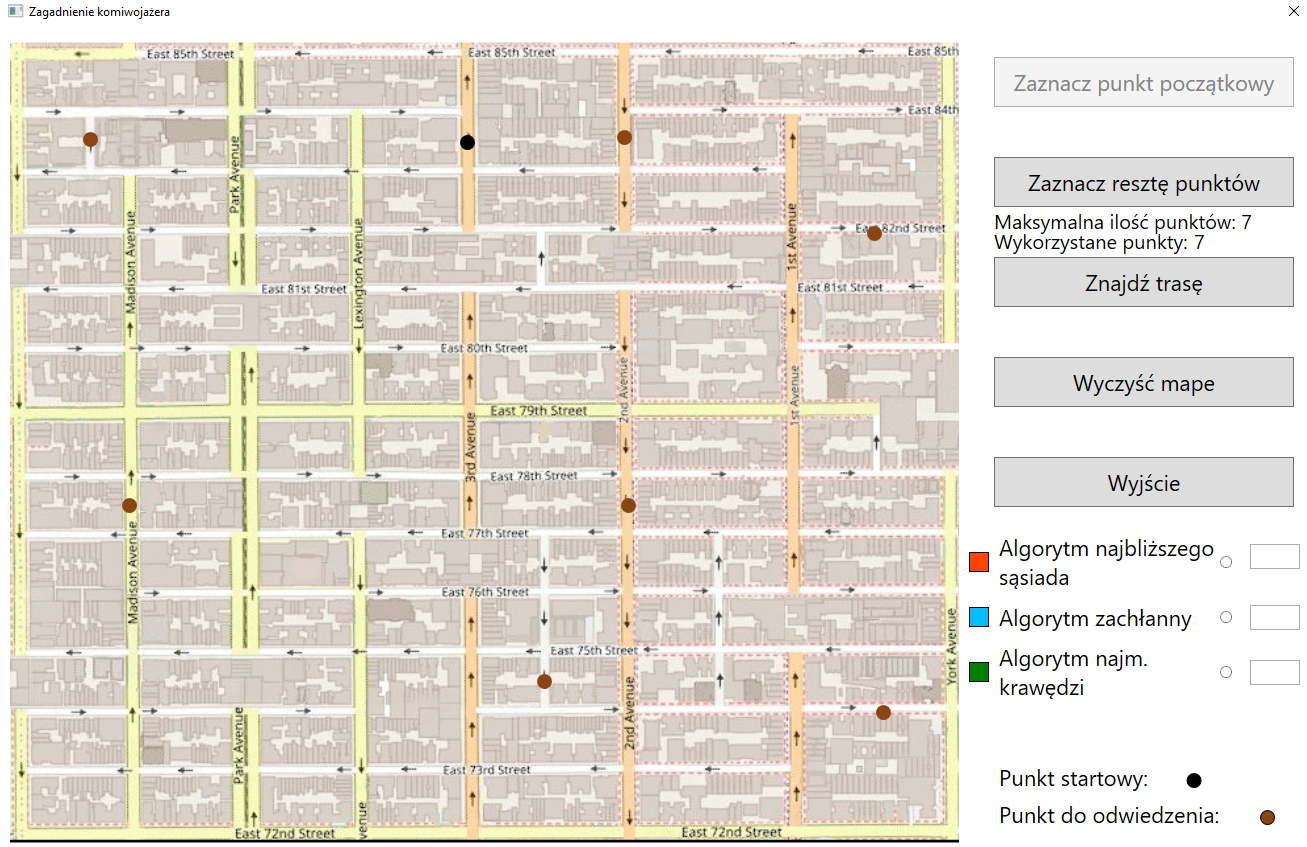 Zagadnienie komiwojażera
East 85th Street
East 85th Street
East 85th
East 84th
Zaznacz punkt początkowy
Park Avenue
Zaznacz resztę punktów
Maksymalna ilość punktów: 7
Wykorzystane punkty: 7
Madison Avenue
Lexington Avenue
1st Avenue
82nd Street
East 81st Street
East 81st Street
Znajdź trasę
East 80th Street
2nd Avenue
1st Avenue
Wyczyść mape
East 79th Street
3rd Avenue
East 78th Street
Wyjście
Madison Avenue
East 77th Street
Algorytm najbliższego
sąsiada
East 76th Street
Algorytm zachłanny
York Avenue
East 75th Street
Algorytm najm.
krawędzi
2nd Avenue
Park Avenue
East 73rd Street
Punkt startowy:
Punkt do odwiedzenia:
venue
East 72nd Street
East 72nd Street